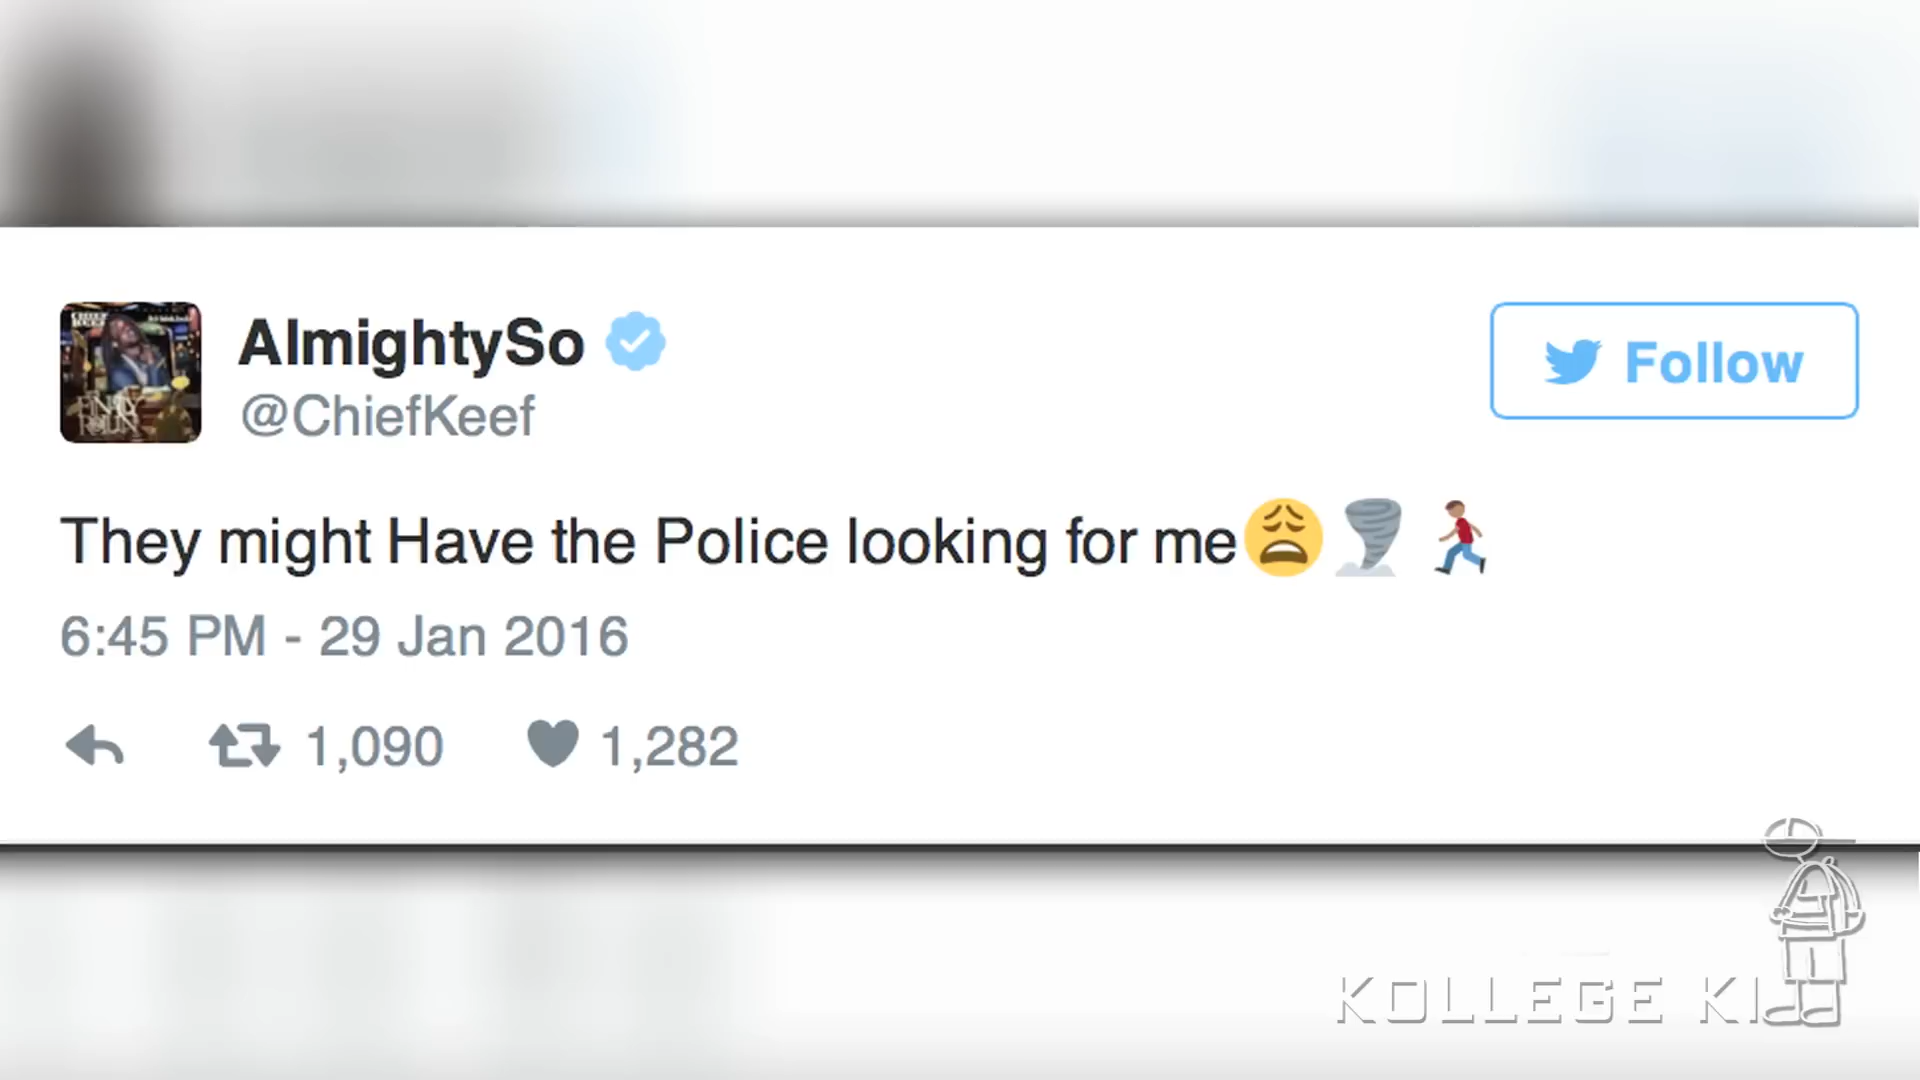 AlmightySo
@ChiefKeef
Follow
They might Have the Police looking for me😩🌪🏃
6:45 PM - 29 Jan 2016
1,090 1,282
KOLLEGE KI